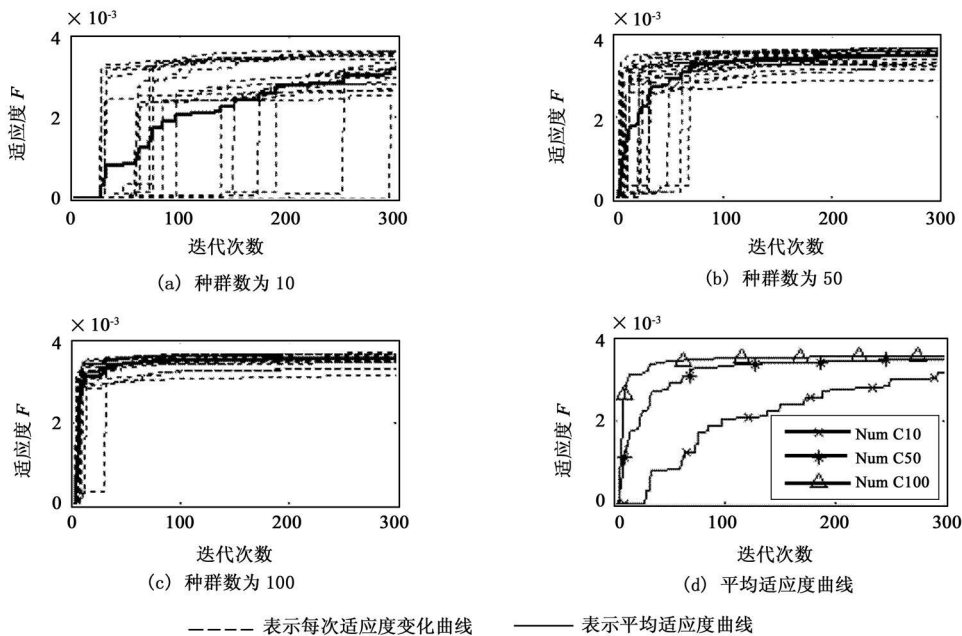 × 10⁻³
4
2
0
适应度 F
0
100
200
300
迭代次数
(a) 种群数为 10
× 10⁻³
4
2
0
适应度 F
0
100
200
300
迭代次数
(b) 种群数为 50
× 10⁻³
4
2
0
适应度 F
0
100
200
300
迭代次数
(c) 种群数为 100
× 10⁻³
4
2
0
适应度 F
0
100
200
300
Num C10
Num C50
Num C100
迭代次数
(d) 平均适应度曲线
表示每次适应度变化曲线
表示平均适应度曲线